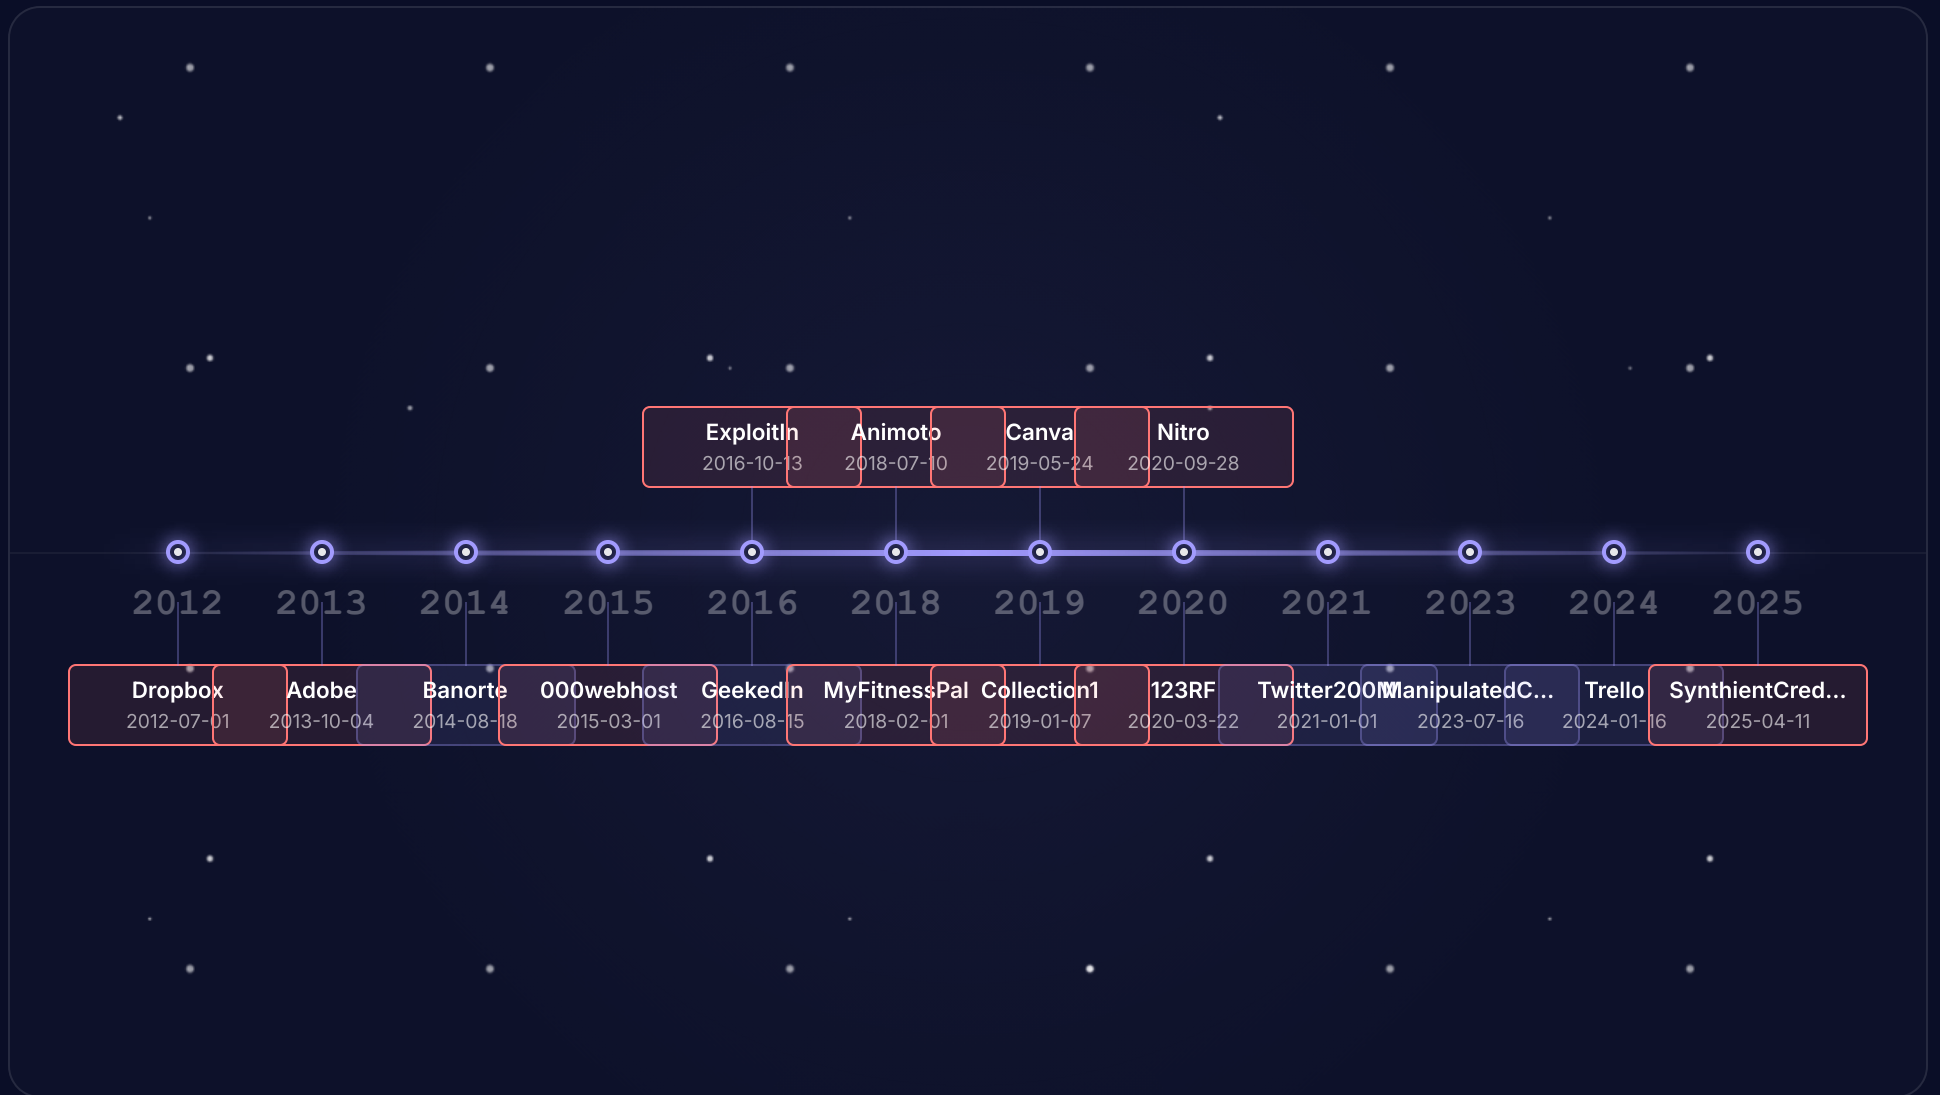 ExploitIn
2016-10-13
Animoto
2018-07-10
Canva
2019-05-24
Nitro
2020-09-28
2012 2013 2014 2015 2016 2018 2019 2020 2021 2023 2024 2025
Dropbox
2012-07-01
Adobe
2013-10-04
Banorte
2014-08-18
000webhost
2015-03-01
GeekedIn
2016-08-15
MyFitnessPal
2018-02-01
Collection1
2019-01-07
123RF
2020-03-22
Twitter200M
2021-01-01
ManipulatedC...
2023-07-16
Trello
2024-01-16
SynthientCred...
2025-04-11